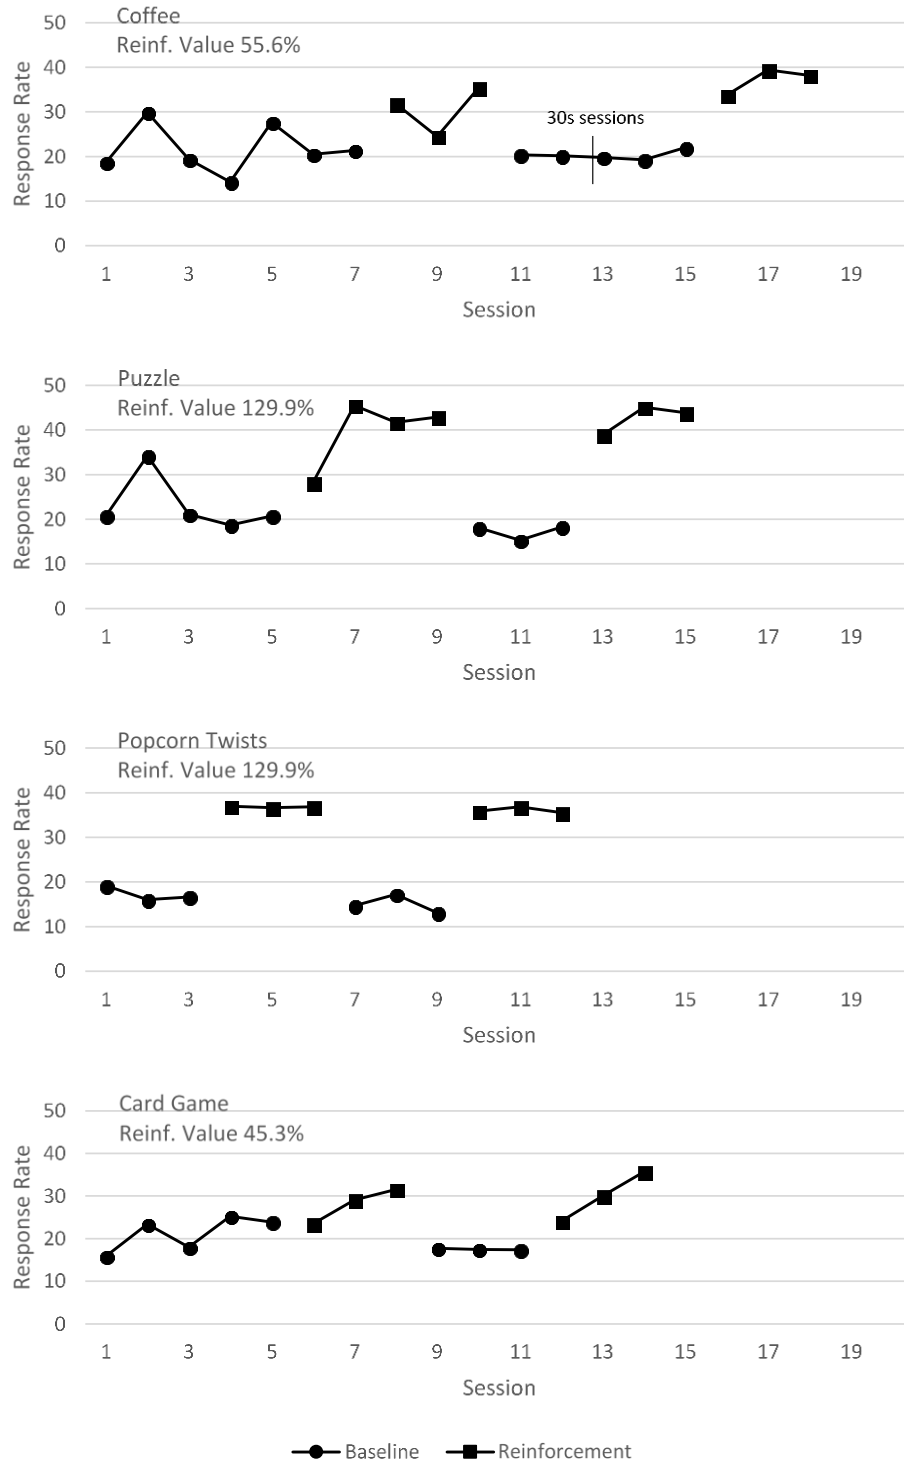 Coffee
Reinf. Value 55.6%
50
40
30
20
10
0
Response Rate
30s sessions
1 3 5 7 9 11 13 15 17 19
Session
Puzzle
Reinf. Value 129.9%
50
40
30
20
10
0
Response Rate
1 3 5 7 9 11 13 15 17 19
Session
Popcorn Twists
Reinf. Value 129.9%
50
40
30
20
10
0
Response Rate
1 3 5 7 9 11 13 15 17 19
Session
Card Game
Reinf. Value 45.3%
50
40
30
20
10
0
Response Rate
1 3 5 7 9 11 13 15 17 19
Session
Baseline Reinforcement